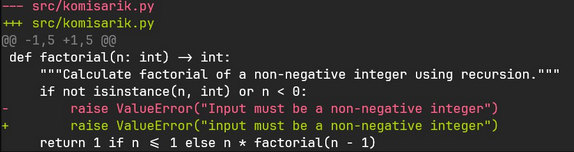 --- src/komisarik.py
+++ src/komisarik.py
@@ -1,5 +1,5 @@
 def factorial(n: int) -> int:
     """Calculate factorial of a non-negative integer using recursion."""
     if not isinstance(n, int) or n < 0:
-        raise ValueError("Input must be a non-negative integer")
+        raise ValueError("input must be a non-negative integer")
     return 1 if n <= 1 else n * factorial(n - 1)